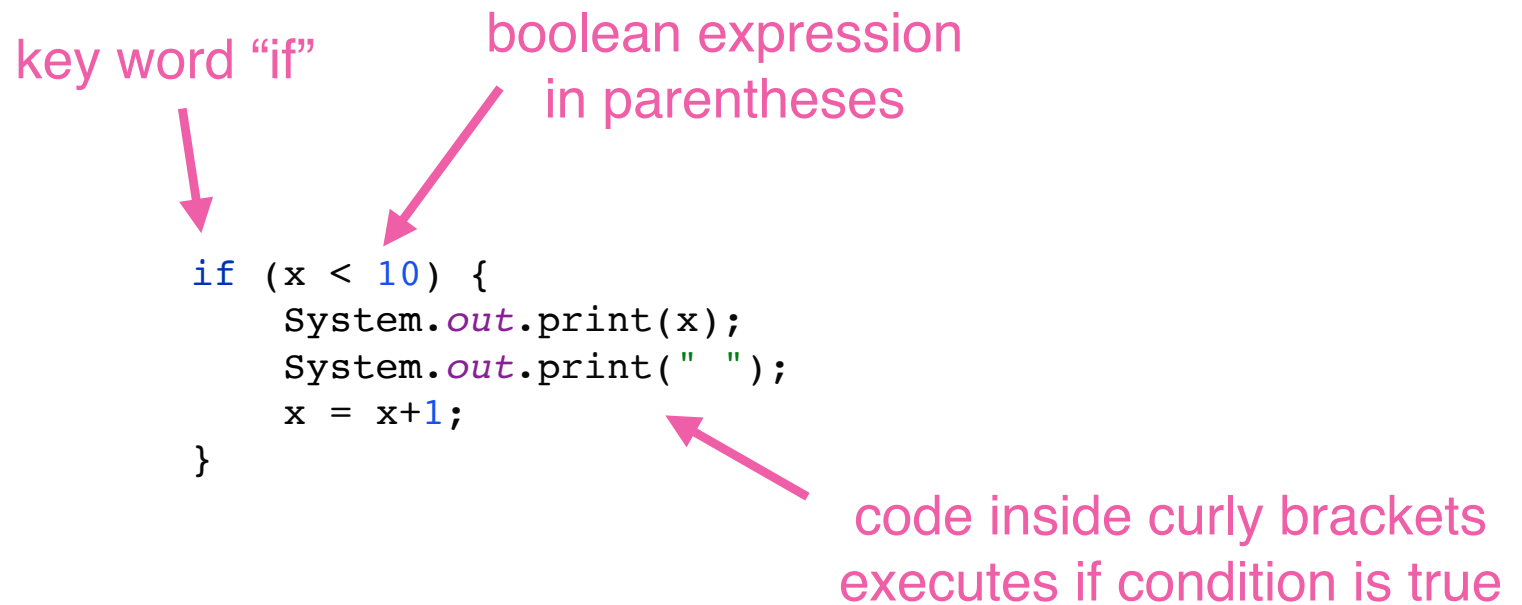 key word “if”
boolean expression
in parentheses
if (x < 10) {
    System.out.print(x);
    System.out.print(" ");
    x = x+1;
}
code inside curly brackets
executes if condition is true